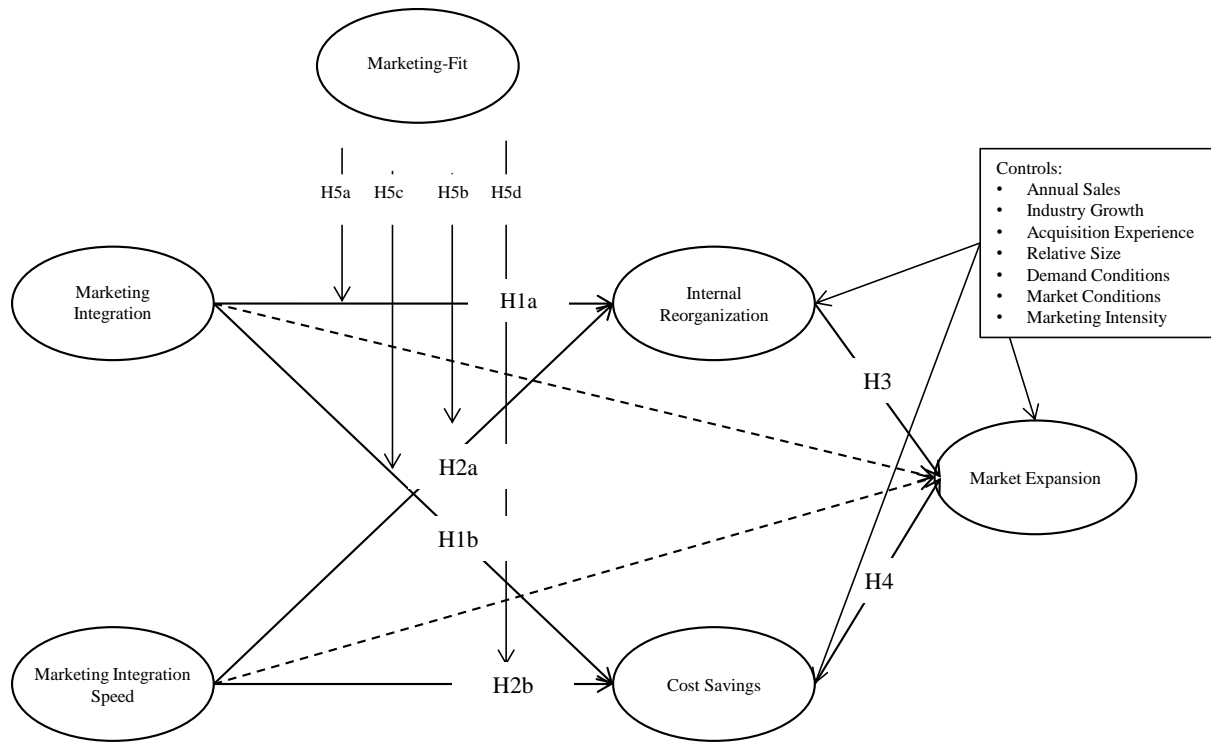 Marketing-Fit
H5a
H5c
H5b
H5d
Controls:
• Annual Sales
• Industry Growth
• Acquisition Experience
• Relative Size
• Demand Conditions
• Market Conditions
• Marketing Intensity
Marketing
Integration
H1a
Internal
Reorganization
H3
H2a
Market Expansion
H1b
H4
Marketing Integration
Speed
H2b
Cost Savings